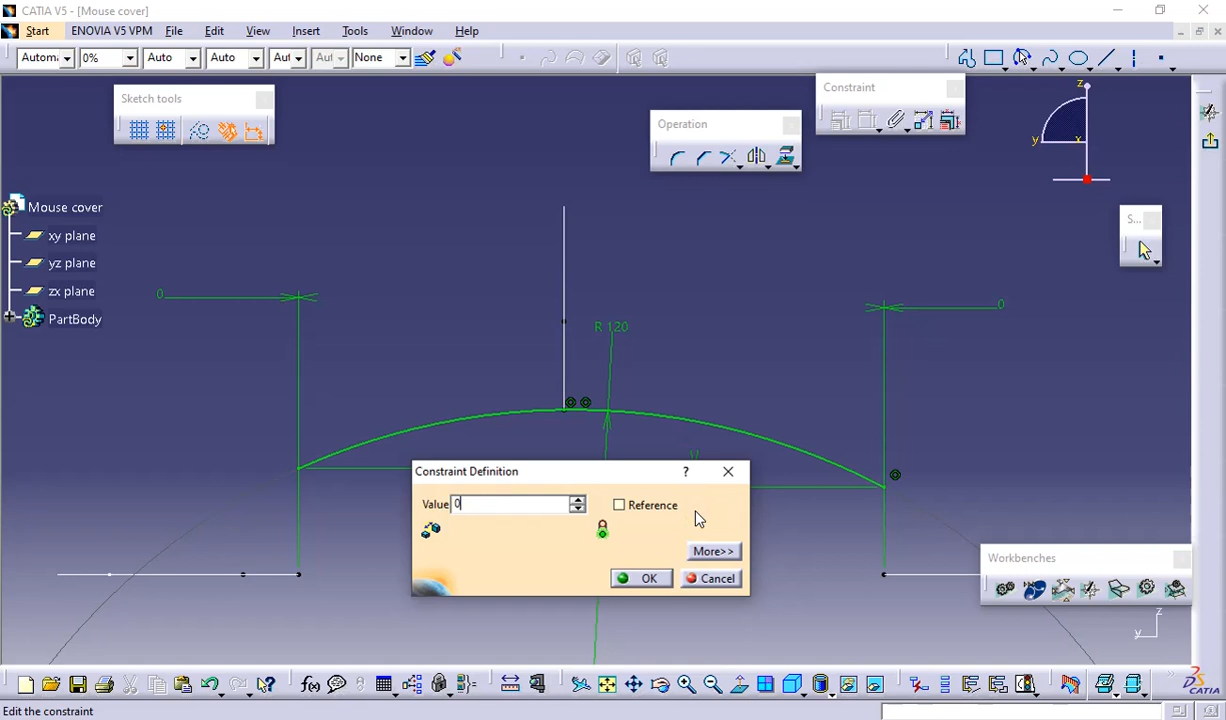 CATIA V5 - [Mouse cover]
Start ENOVIA V5 VPM File Edit View Insert Tools Window Help
Autom 0% Auto Auto Aut Aut None
Sketch tools
Constraint
Operation
z
y x
S...
Mouse cover
xy plane
yz plane
zx plane
PartBody
0
0
R 120
Constraint Definition ?
Value 0 Reference
More>>
OK Cancel
Workbenches
z
y
f(x)
CATIA
Edit the constraint